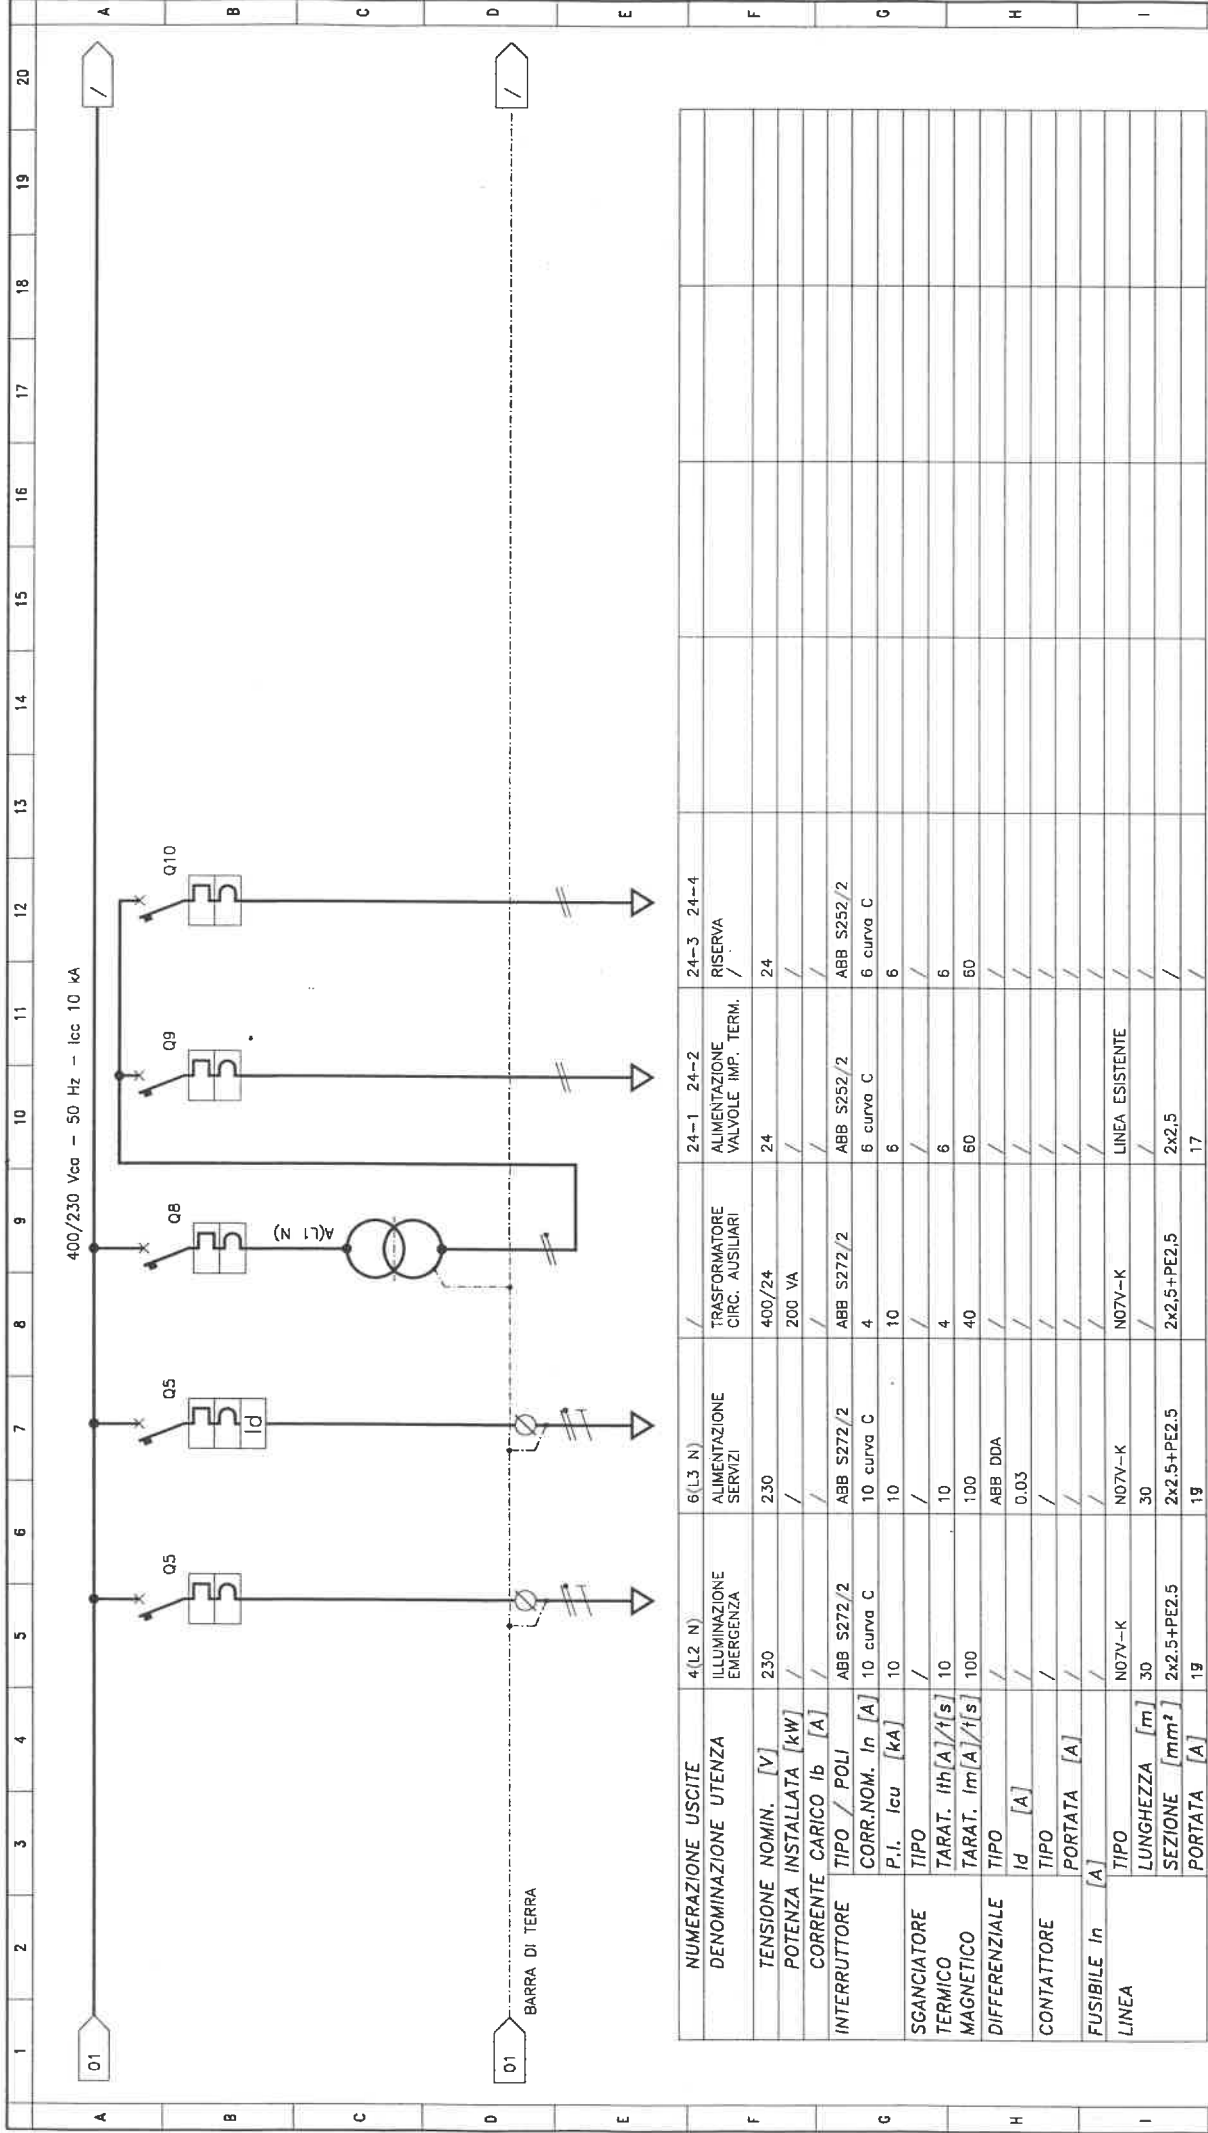 1 2 3 4 5 6 7 8 9 10 11 12 13 14 15 16 17 18 19 20
A A
B B
C C
D D
E E
F F
G G
H H
I I
400/230 Vca - 50 Hz - Icc 10 kA
01 /
Q5 Q5 Q8 Q9 Q10
Id
A(L1 N)
01 /
BARRA DI TERRA
NUMERAZIONE USCITE 4(L2 N) 6(L3 N) / 24-1 24-2 24-3 24-4
DENOMINAZIONE UTENZA ILLUMINAZIONE EMERGENZA ALIMENTAZIONE SERVIZI TRASFORMATORE CIRC. AUSILIARI ALIMENTAZIONE VALVOLE IMP. TERM. RISERVA /
TENSIONE NOMIN. [V] 230 230 400/24 24 24
POTENZA INSTALLATA [kW] / / 200 VA / /
CORRENTE CARICO Ib [A] / / / / /
INTERRUTTORE TIPO / POLI ABB S272/2 ABB S272/2 ABB S272/2 ABB S252/2 ABB S252/2
CORR.NOM. In [A] 10 curva C 10 curva C 4 6 curva C 6 curva C
P.I. Icu [kA] 10 10 10 6 6
SGANCIATORE TIPO / / / / /
TERMICO TARAT. Ith[A]/t[s] 10 10 4 6 6
MAGNETICO TARAT. Im[A]/t[s] 100 100 40 60 60
DIFFERENZIALE TIPO / ABB DDA / / /
Id [A] / 0.03 / / /
CONTATTORE TIPO / / / / /
PORTATA [A] / / / / /
FUSIBILE In [A] / / / / /
LINEA TIPO N07V-K N07V-K N07V-K LINEA ESISTENTE /
LUNGHEZZA [m] 30 30 / / /
SEZIONE [mm²] 2x2.5+PE2.5 2x2.5+PE2.5 2x2,5+PE2,5 2x2,5 /
PORTATA [A] 19 19 17 /